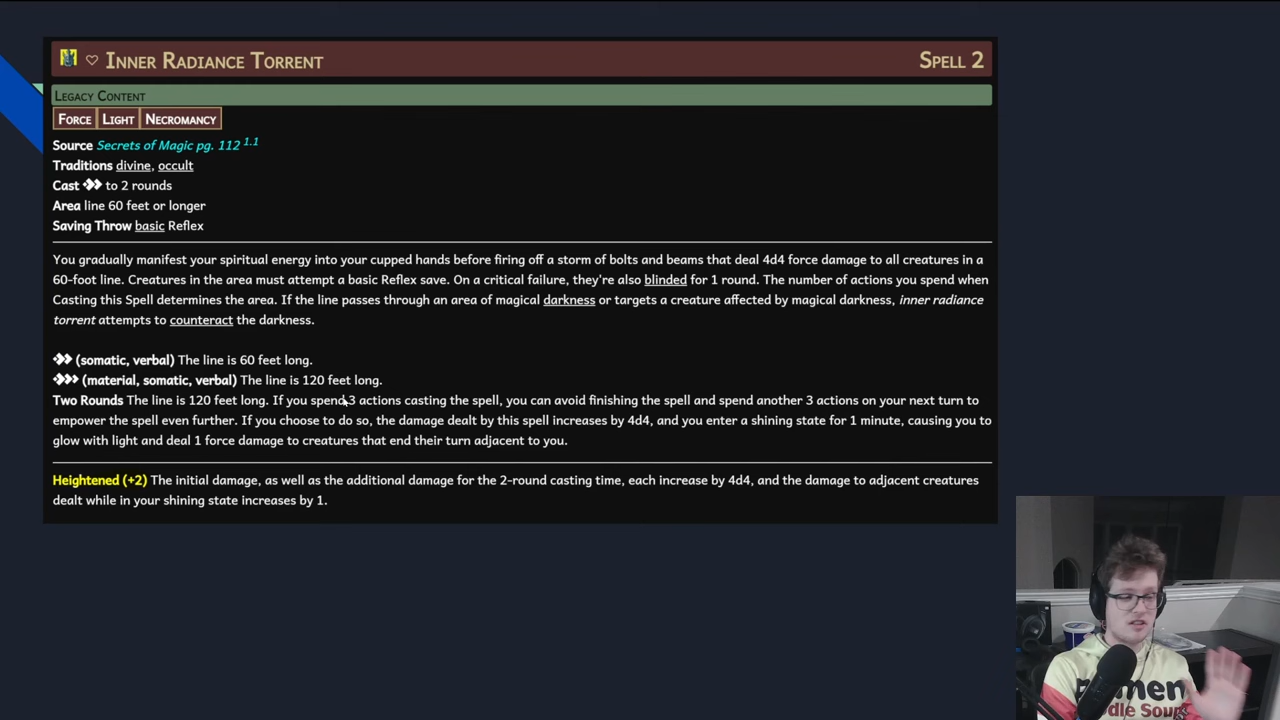 INNER RADIANCE TORRENT SPELL 2
LEGACY CONTENT
FORCE LIGHT NECROMANCY
Source Secrets of Magic pg. 112 1.1
Traditions divine, occult
Cast to 2 rounds
Area line 60 feet or longer
Saving Throw basic Reflex
You gradually manifest your spiritual energy into your cupped hands before firing off a storm of bolts and beams that deal 4d4 force damage to all creatures in a
60-foot line. Creatures in the area must attempt a basic Reflex save. On a critical failure, they're also blinded for 1 round. The number of actions you spend when
Casting this Spell determines the area. If the line passes through an area of magical darkness or targets a creature affected by magical darkness, inner radiance
torrent attempts to counteract the darkness.
(somatic, verbal) The line is 60 feet long.
(material, somatic, verbal) The line is 120 feet long.
Two Rounds The line is 120 feet long. If you spend 3 actions casting the spell, you can avoid finishing the spell and spend another 3 actions on your next turn to
empower the spell even further. If you choose to do so, the damage dealt by this spell increases by 4d4, and you enter a shining state for 1 minute, causing you to
glow with light and deal 1 force damage to creatures that end their turn adjacent to you.
Heightened (+2) The initial damage, as well as the additional damage for the 2-round casting time, each increase by 4d4, and the damage to adjacent creatures
dealt while in your shining state increases by 1.